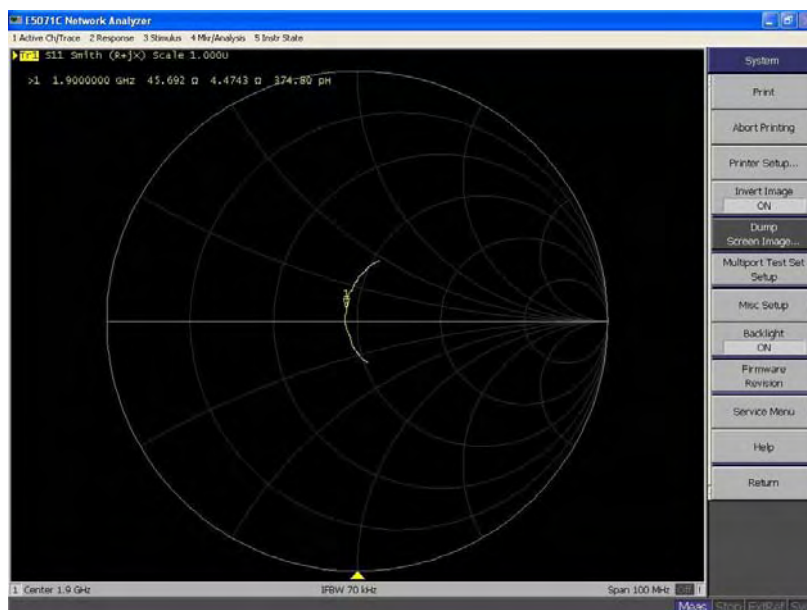 E5071C Network Analyzer
1 Active Ch/Trace 2 Response 3 Stimulus 4 Mkr/Analysis 5 Instr State
Tr1 S11 Smith (R+jX) Scale 1.000U
>1 1.9000000 GHz 45.692 Ω 4.4743 Ω 374.80 pH
System
Print
Abort Printing
Printer Setup...
Invert Image
ON
Dump
Screen Image...
Multiport Test Set
Setup
Misc Setup
Backlight
ON
Firmware
Revision
Service Menu
Help
Return
1 Center 1.9 GHz IFBW 70 kHz Span 100 MHz Off !
Meas Stop ExtRef